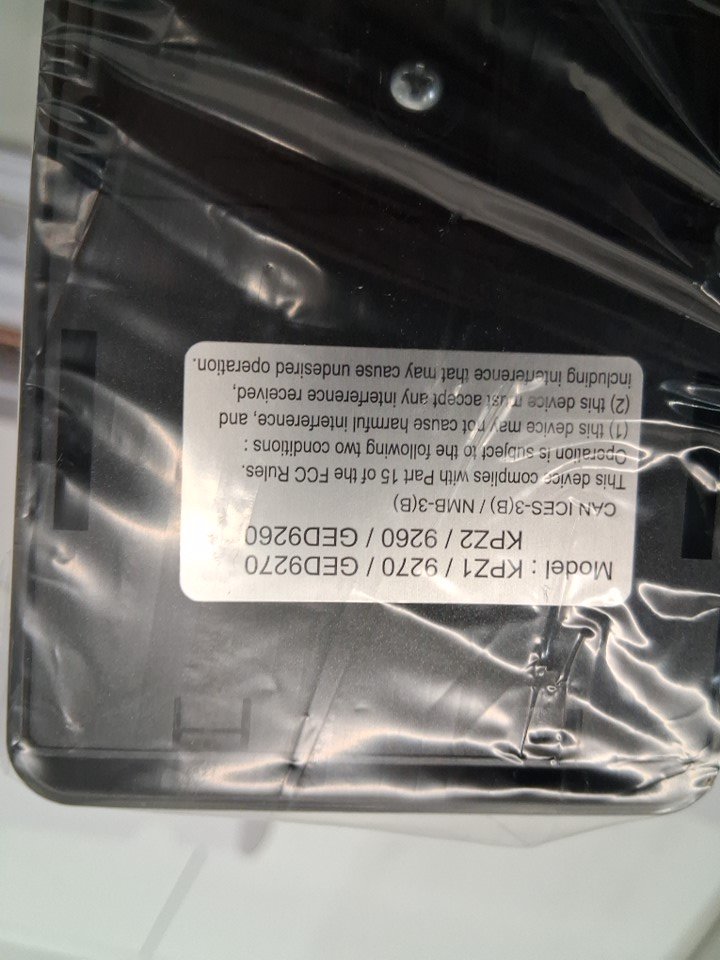 Model : KPZ1 / 9270 / GED9270
KPZ2 / 9260 / GED9260
CAN ICES-3(B) / NMB-3(B)
This device complies with Part 15 of the FCC Rules.
Operation is subject to the following two conditions :
(1) this device may not cause harmful interference, and
(2) this device must accept any interference received,
including interference that may cause undesired operation.